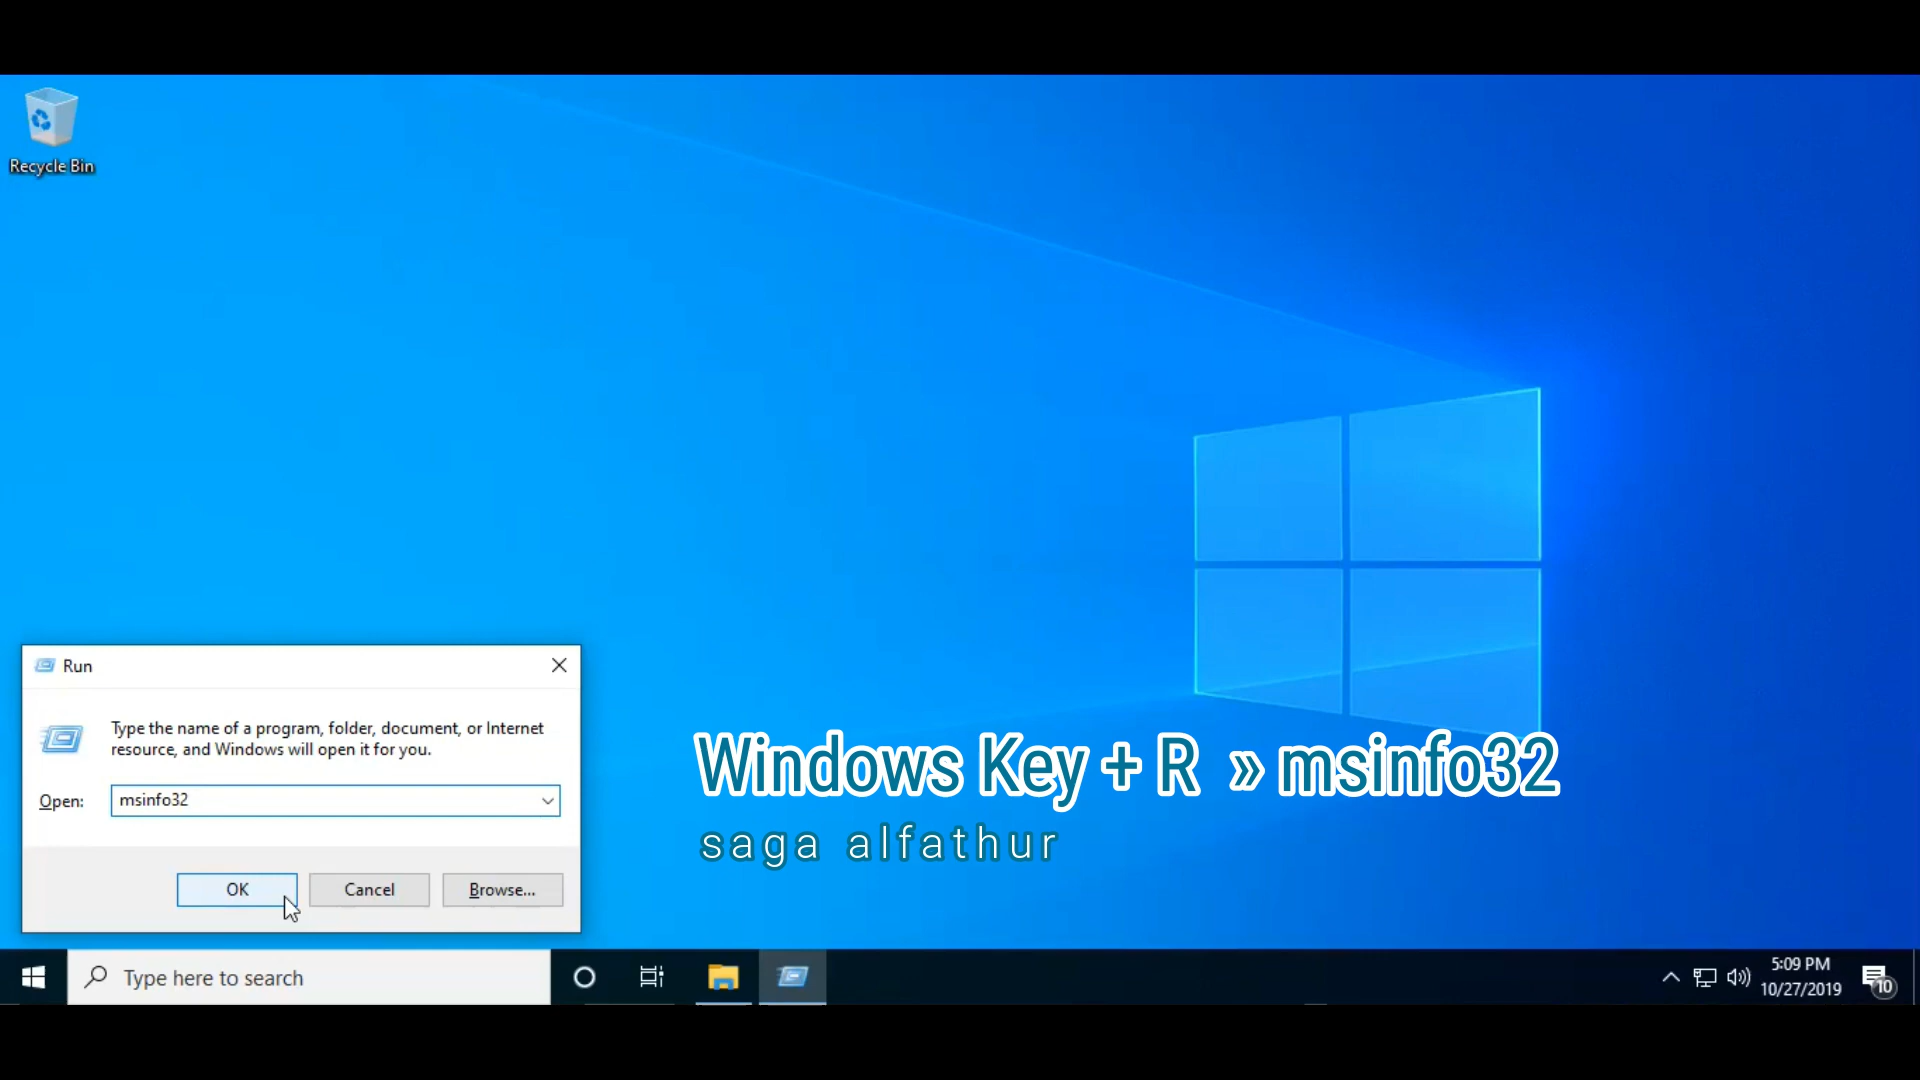 Recycle Bin
Run
Type the name of a program, folder, document, or Internet
resource, and Windows will open it for you.
Open:
msinfo32
OK
Cancel
Browse...
Windows Key + R » msinfo32
saga alfathur
Type here to search
5:09 PM
10/27/2019
10